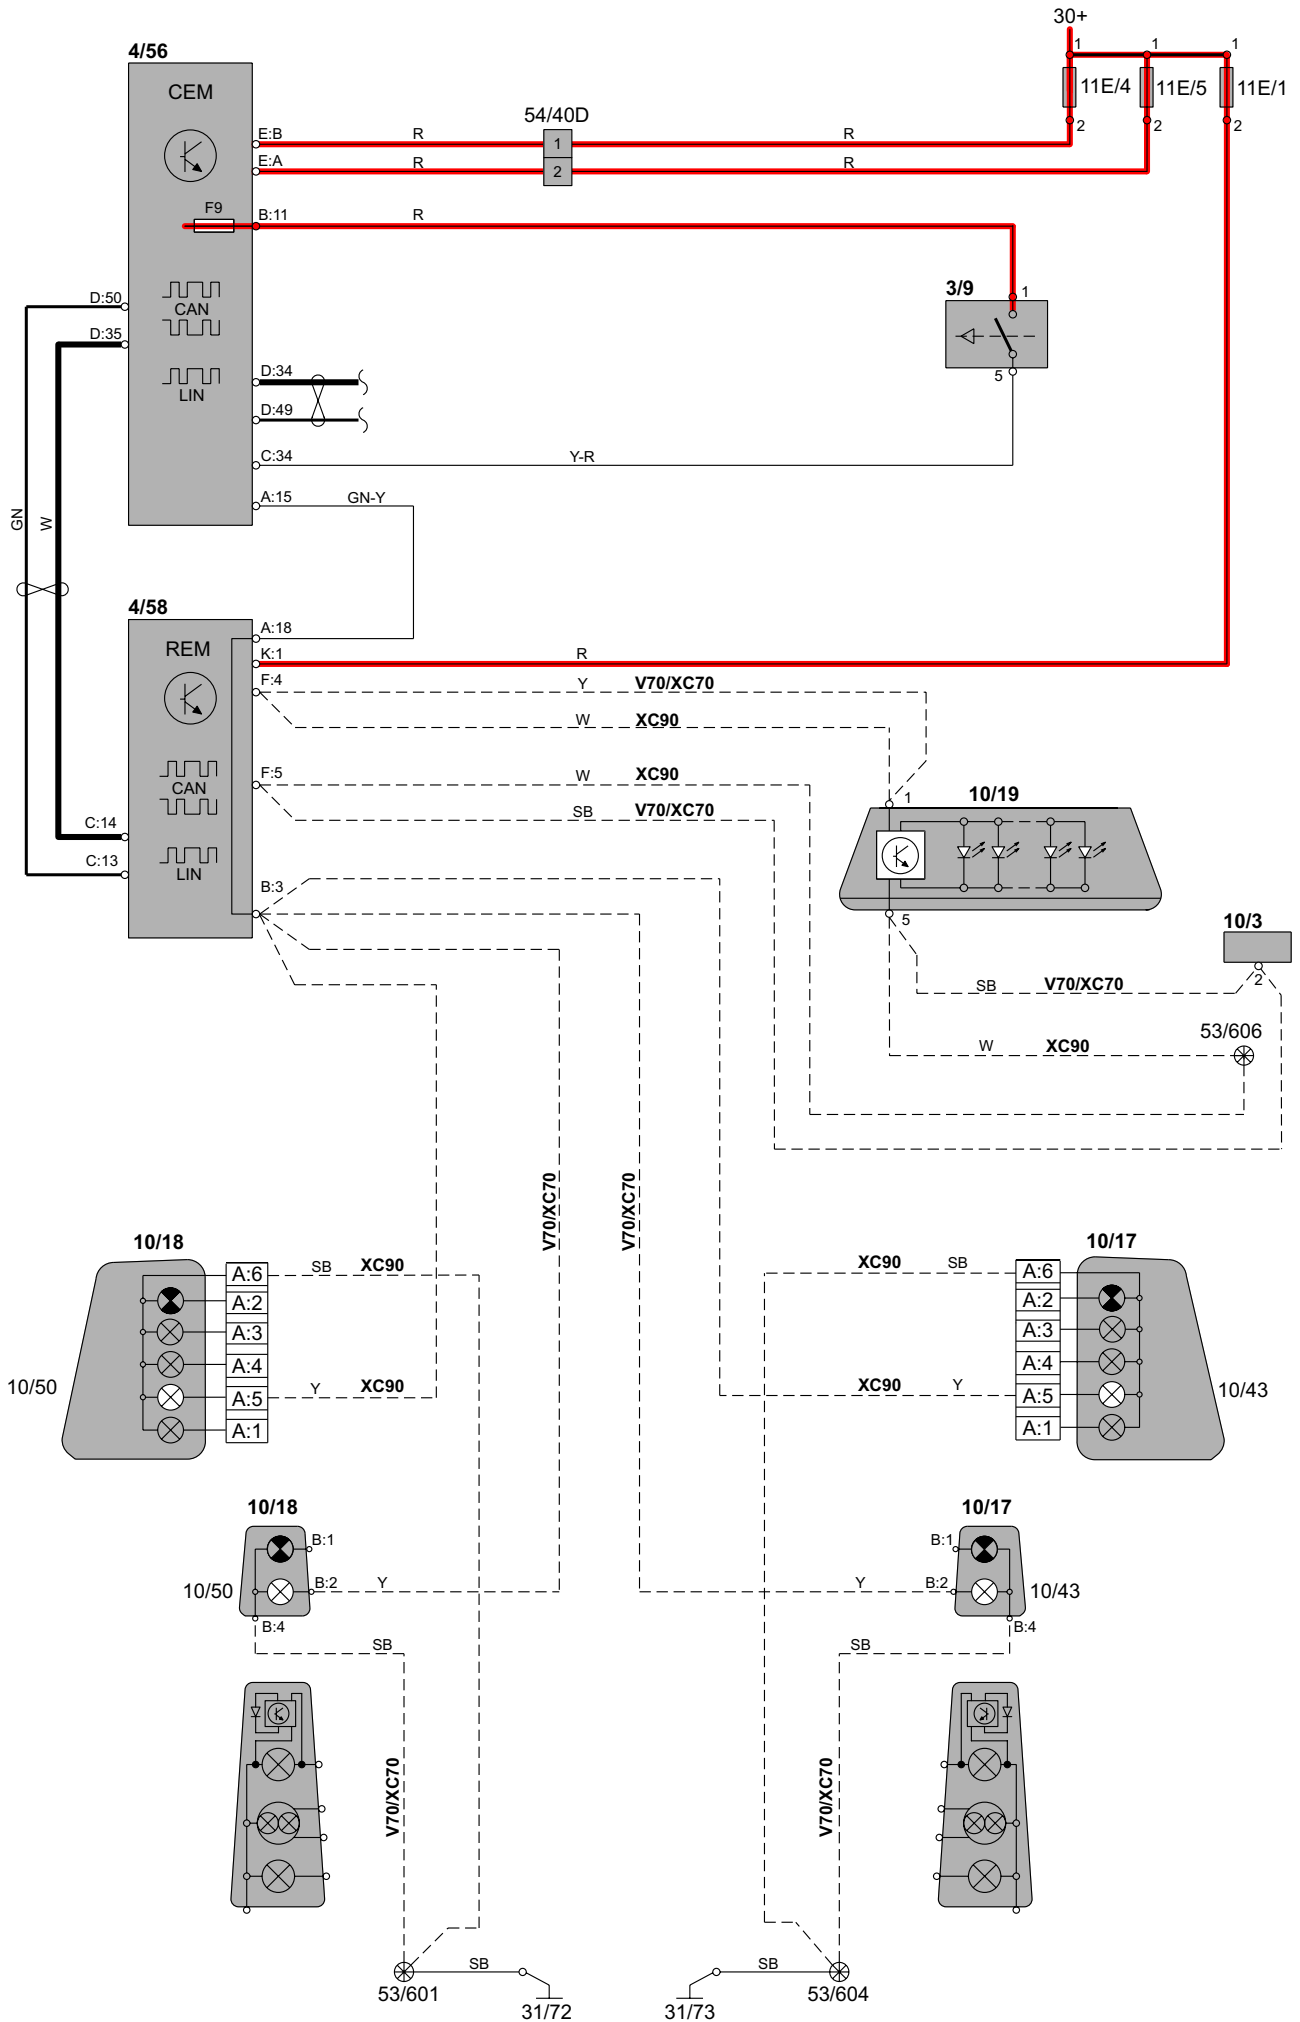 30+
4/56
1
1
1
CEM
11E/4
11E/5
11E/1
54/40D
2
2
2
E:B
R
1
R
E:A
R
2
R
F9
B:11
R
3/9
1
D:50
CAN
D:35
D:34
5
LIN
D:49
C:34
Y-R
A:15
GN-Y
GN
W
4/58
A:18
REM
K:1
R
F:4
Y
V70/XC70
W
XC90
F:5
W
XC90
CAN
1
10/19
SB
V70/XC70
C:14
C:13
LIN
B:3
5
10/3
SB
V70/XC70
2
53/606
W
XC90
V70/XC70
V70/XC70
10/18
10/17
A:6
SB
XC90
XC90
SB
A:6
A:2
A:2
A:3
A:3
A:4
A:4
10/50
A:5
Y
XC90
XC90
Y
A:5
10/43
A:1
A:1
10/18
10/17
B:1
B:1
10/50
B:2
Y
Y
B:2
10/43
B:4
B:4
SB
SB
V70/XC70
V70/XC70
SB
SB
53/601
31/72
31/73
53/604